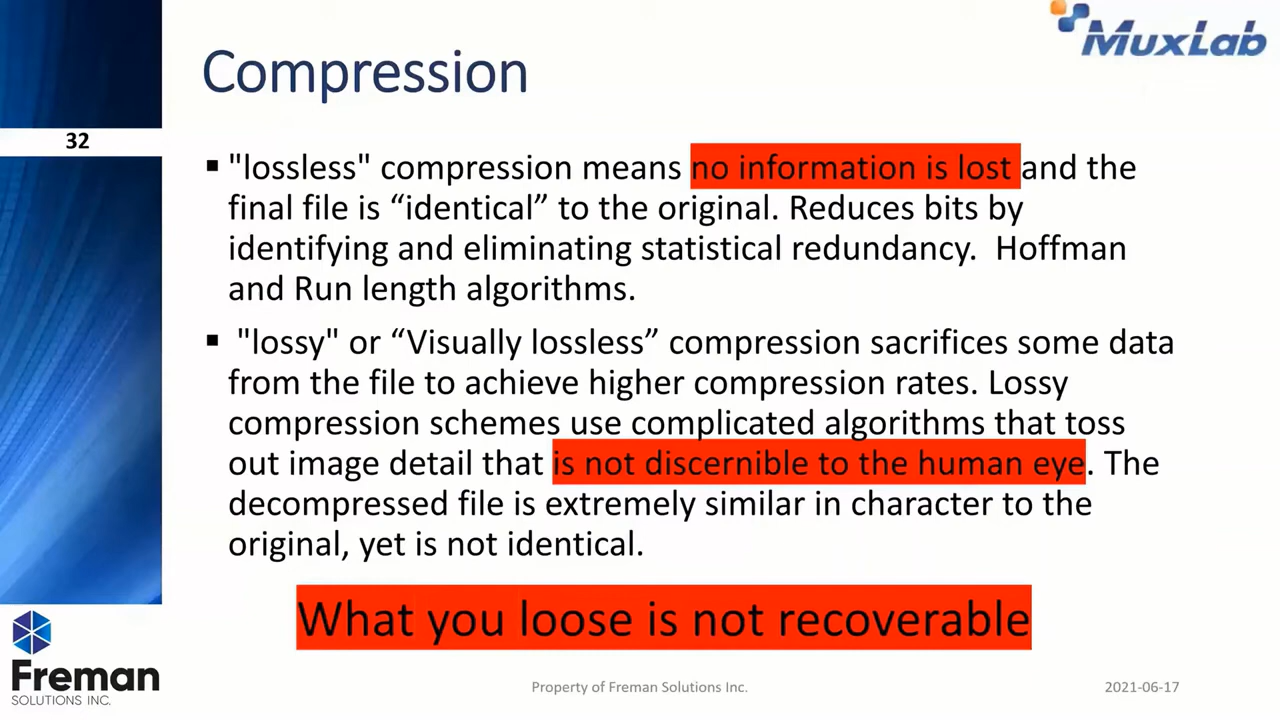 MuxLab
Compression
32
▪ "lossless" compression means no information is lost and the
final file is “identical” to the original. Reduces bits by
identifying and eliminating statistical redundancy.  Hoffman
and Run length algorithms.
▪ "lossy" or “Visually lossless” compression sacrifices some data
from the file to achieve higher compression rates. Lossy
compression schemes use complicated algorithms that toss
out image detail that is not discernible to the human eye. The
decompressed file is extremely similar in character to the
original, yet is not identical.
What you loose is not recoverable
Freman
SOLUTIONS INC.
Property of Freman Solutions Inc.
2021-06-17